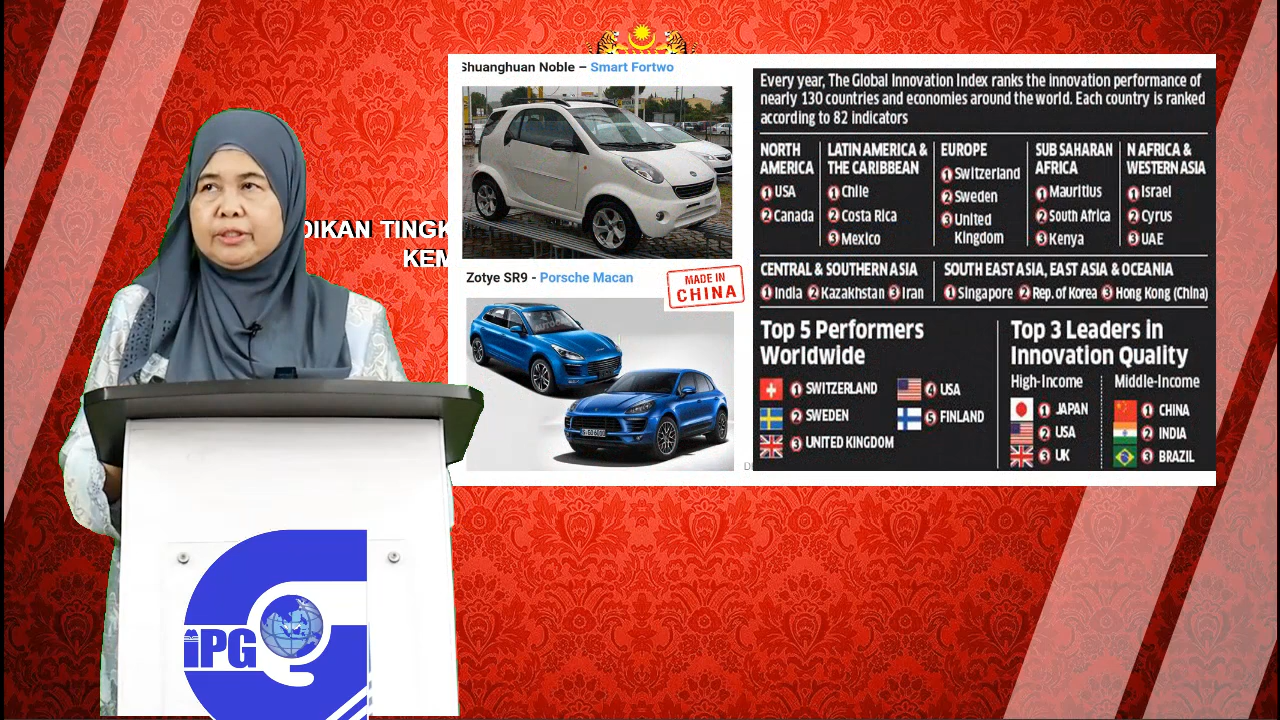 Shuanghuan Noble – Smart Fortwo
Zotye SR9 - Porsche Macan
MADE IN
CHINA
DIKAN TINGK
KEM
iPG
Every year, The Global Innovation Index ranks the innovation performance of
nearly 130 countries and economies around the world. Each country is ranked
according to 82 indicators
NORTH
AMERICA
1 USA
2 Canada
LATIN AMERICA &
THE CARIBBEAN
1 Chile
2 Costa Rica
3 Mexico
EUROPE
1 Switzerland
2 Sweden
3 United
Kingdom
SUB SAHARAN
AFRICA
1 Mauritius
2 South Africa
3 Kenya
N AFRICA &
WESTERN ASIA
1 Israel
2 Cyrus
3 UAE
CENTRAL & SOUTHERN ASIA
1 India 2 Kazakhstan 3 Iran
SOUTH EAST ASIA, EAST ASIA & OCEANIA
1 Singapore 2 Rep. of Korea 3 Hong Kong (China)
Top 5 Performers
Worldwide
1 SWITZERLAND
2 SWEDEN
3 UNITED KINGDOM
4 USA
5 FINLAND
Top 3 Leaders in
Innovation Quality
High-Income
1 JAPAN
2 USA
3 UK
Middle-Income
1 CHINA
2 INDIA
3 BRAZIL